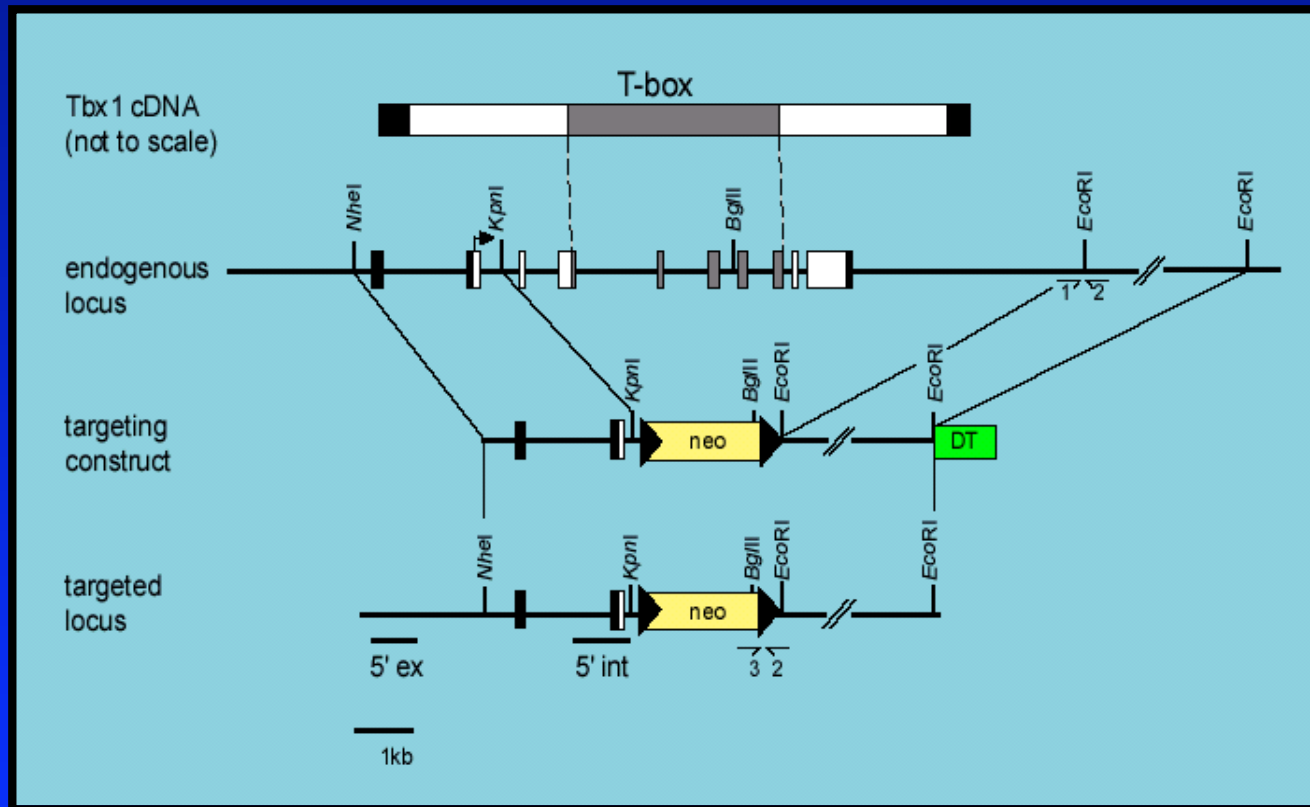 T-box
Tbx1 cDNA
(not to scale)
NheI
KpnI
BglII
EcoRI
EcoRI
endogenous
locus
1 2
KpnI
BglII
EcoRI
EcoRI
targeting
construct
neo
DT
NheI
KpnI
BglII
EcoRI
EcoRI
targeted
locus
neo
5' ex
5' int
3 2
1kb